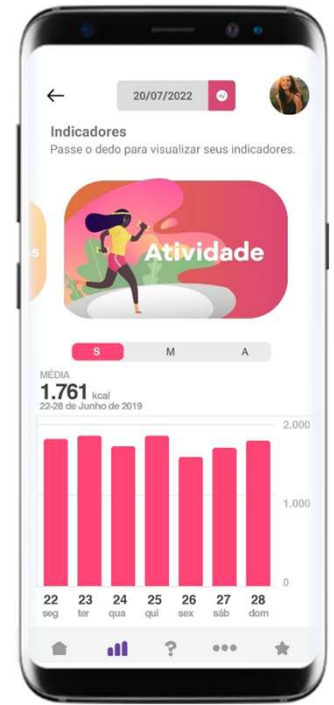 20/07/2022
Indicadores
Passe o dedo para visualizar seus indicadores.
s
Atividade
S M A
MÉDIA
1.761 kcal
22-28 de Junho de 2019
2.000
1.000
0
22 23 24 25 26 27 28
seg ter qua qui sex sáb dom
?